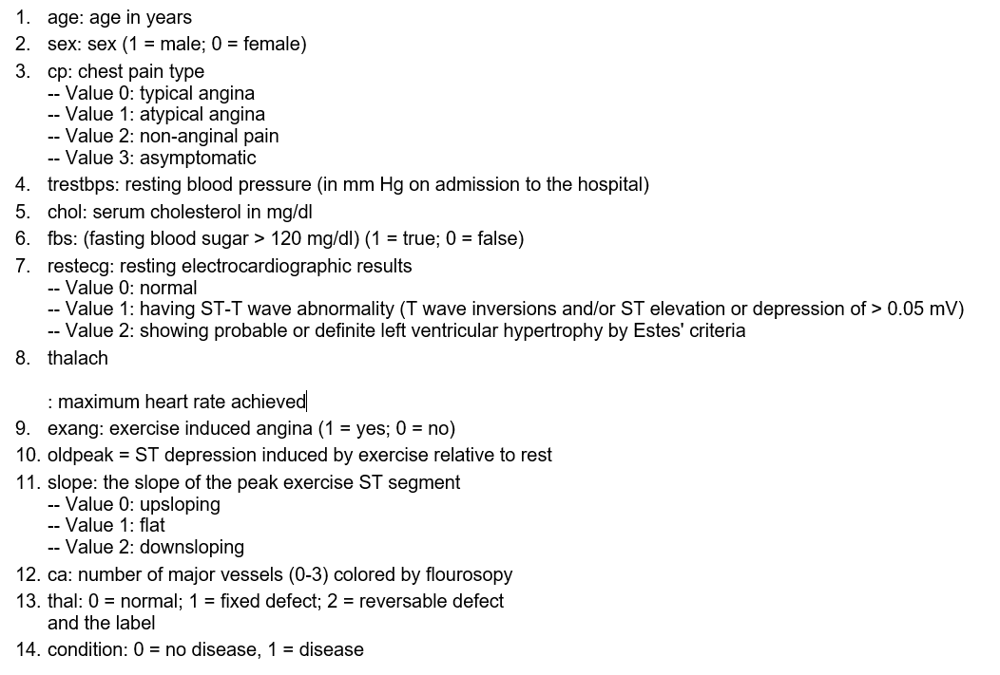 1. age: age in years
2. sex: sex (1 = male; 0 = female)
3. cp: chest pain type
-- Value 0: typical angina
-- Value 1: atypical angina
-- Value 2: non-anginal pain
-- Value 3: asymptomatic
4. trestbps: resting blood pressure (in mm Hg on admission to the hospital)
5. chol: serum cholesterol in mg/dl
6. fbs: (fasting blood sugar > 120 mg/dl) (1 = true; 0 = false)
7. restecg: resting electrocardiographic results
-- Value 0: normal
-- Value 1: having ST-T wave abnormality (T wave inversions and/or ST elevation or depression of > 0.05 mV)
-- Value 2: showing probable or definite left ventricular hypertrophy by Estes' criteria
8. thalach
: maximum heart rate achieved
9. exang: exercise induced angina (1 = yes; 0 = no)
10. oldpeak = ST depression induced by exercise relative to rest
11. slope: the slope of the peak exercise ST segment
-- Value 0: upsloping
-- Value 1: flat
-- Value 2: downsloping
12. ca: number of major vessels (0-3) colored by flourosopy
13. thal: 0 = normal; 1 = fixed defect; 2 = reversable defect
and the label
14. condition: 0 = no disease, 1 = disease